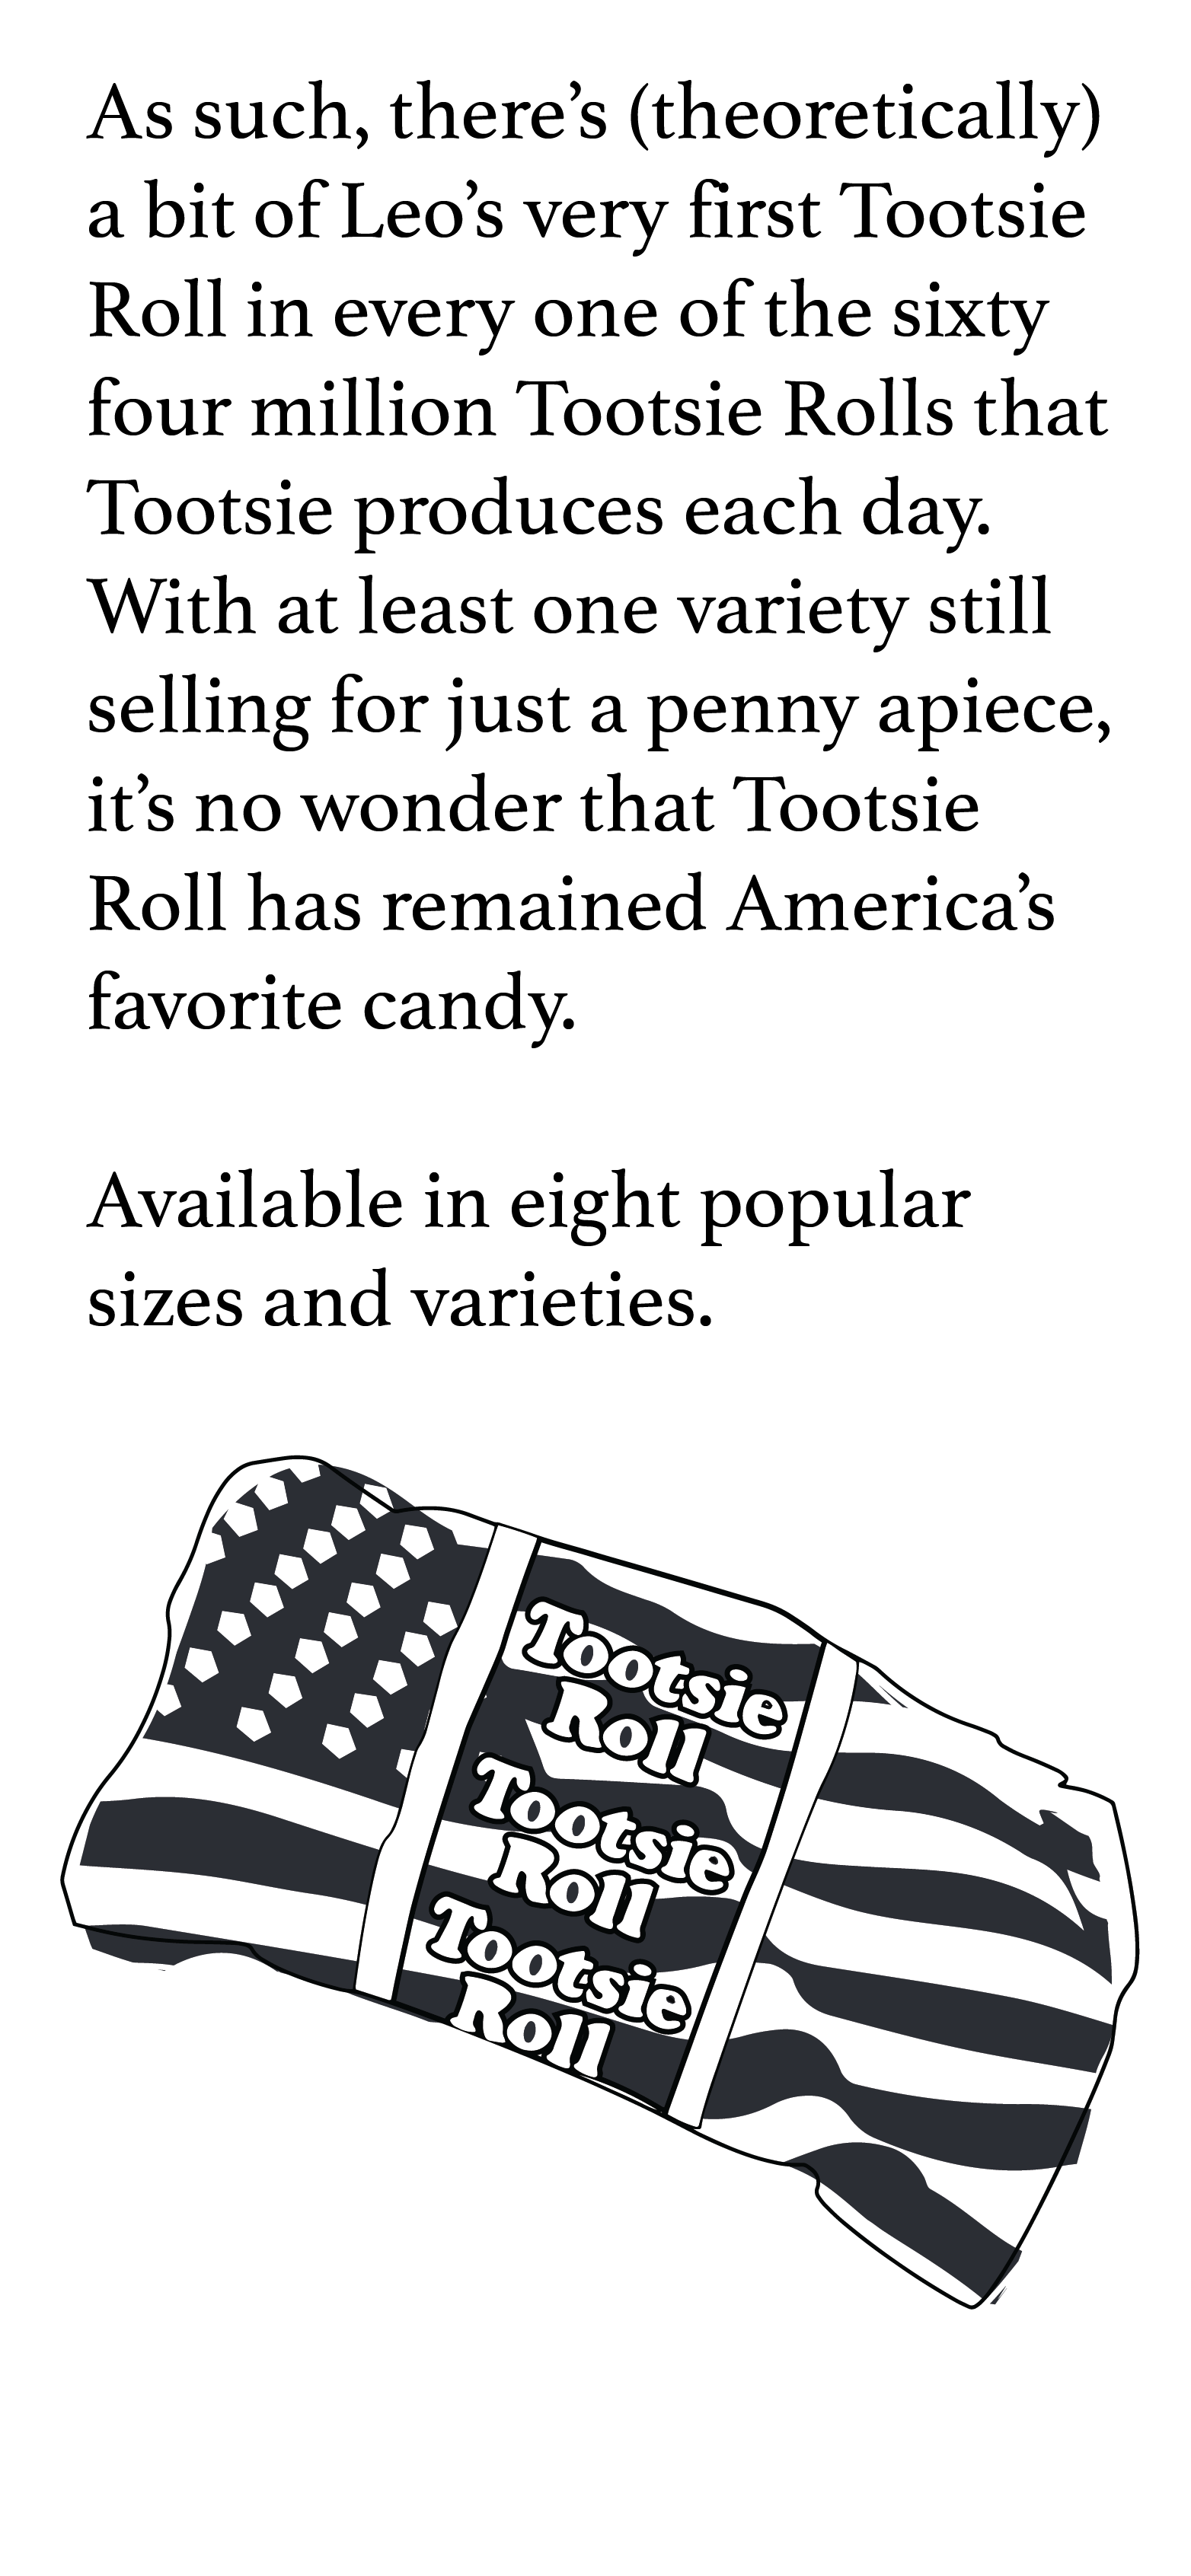 As such, there’s (theoretically)
a bit of Leo’s very first Tootsie
Roll in every one of the sixty
four million Tootsie Rolls that
Tootsie produces each day.
With at least one variety still
selling for just a penny apiece,
it’s no wonder that Tootsie
Roll has remained America’s
favorite candy.
Available in eight popular
sizes and varieties.
Tootsie
Roll
Tootsie
Roll
Tootsie
Roll